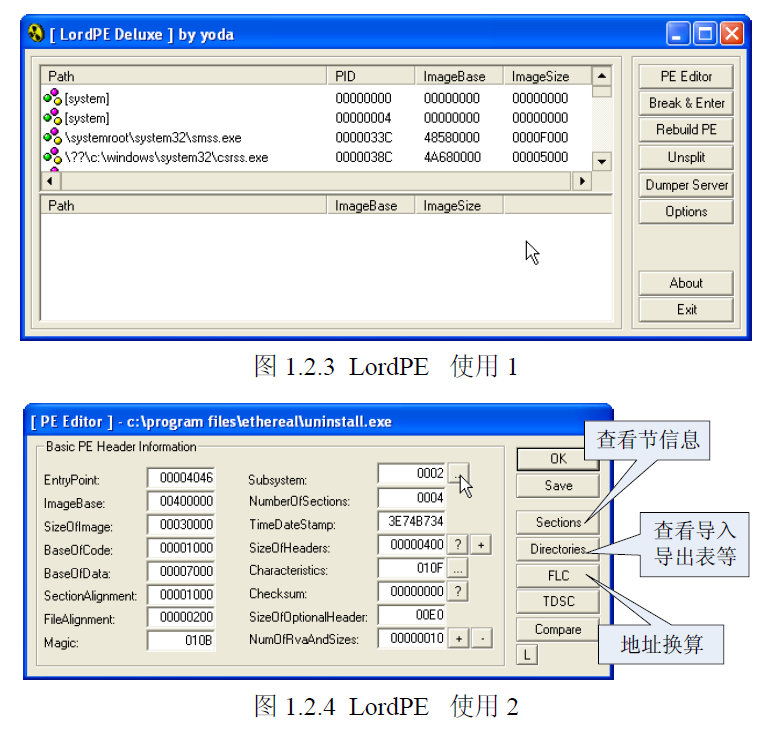 [ LordPE Deluxe ] by yoda
Path PID ImageBase ImageSize
[system] 00000000 00000000 00000000
[system] 00000004 00000000 00000000
\systemroot\system32\smss.exe 0000033C 48580000 0000F000
\??\c:\windows\system32\csrss.exe 0000038C 4A680000 00005000
Path ImageBase ImageSize
PE Editor
Break & Enter
Rebuild PE
Unsplit
Dumper Server
Options
About
Exit
图 1.2.3 LordPE 使用 1
[ PE Editor ] - c:\program files\ethereal\uninstall.exe
Basic PE Header Information
EntryPoint: 00004046
ImageBase: 00400000
SizeOfImage: 00030000
BaseOfCode: 00001000
BaseOfData: 00007000
SectionAlignment: 00001000
FileAlignment: 00000200
Magic: 010B
Subsystem: 0002 ...
NumberOfSections: 0004
TimeDateStamp: 3E74B734
SizeOfHeaders: 00000400 ? +
Characteristics: 010F ...
Checksum: 00000000 ?
SizeOfOptionalHeader: 00E0
NumOfRvaAndSizes: 00000010 + -
OK
Save
Sections
Directories
FLC
TDSC
Compare
L
查看节信息
查看导入
导出表等
地址换算
图 1.2.4 LordPE 使用 2